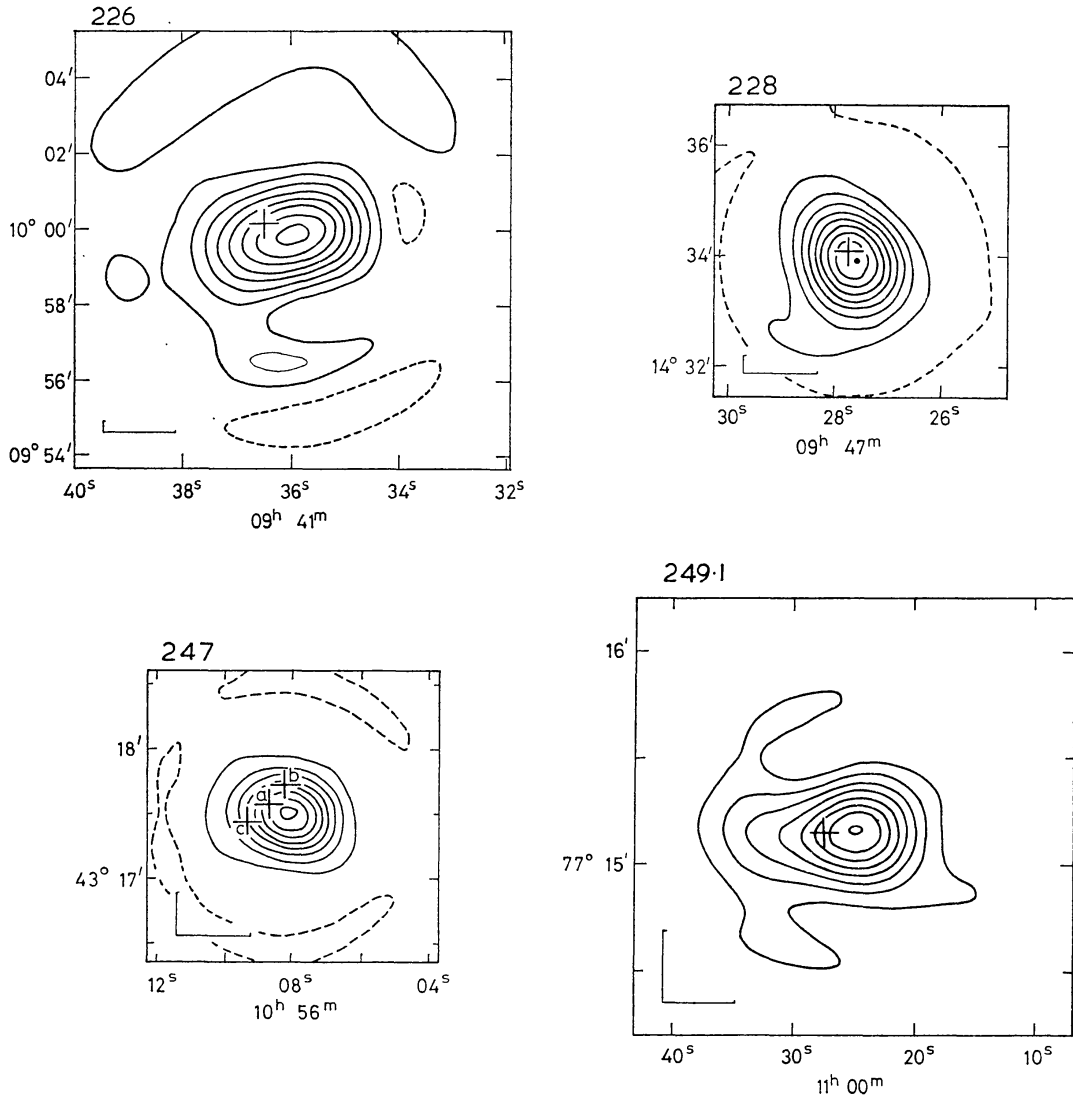 226
04′
02′
10° 00′
58′
56′
09° 54′
40ˢ 38ˢ 36ˢ 34ˢ 32ˢ
09ʰ 41ᵐ
228
36′
34′
14° 32′
30ˢ 28ˢ 26ˢ
09ʰ 47ᵐ
247
18′
43° 17′
b
a
c
12ˢ 08ˢ 04ˢ
10ʰ 56ᵐ
249·1
16′
77° 15′
40ˢ 30ˢ 20ˢ 10ˢ
11ʰ 00ᵐ